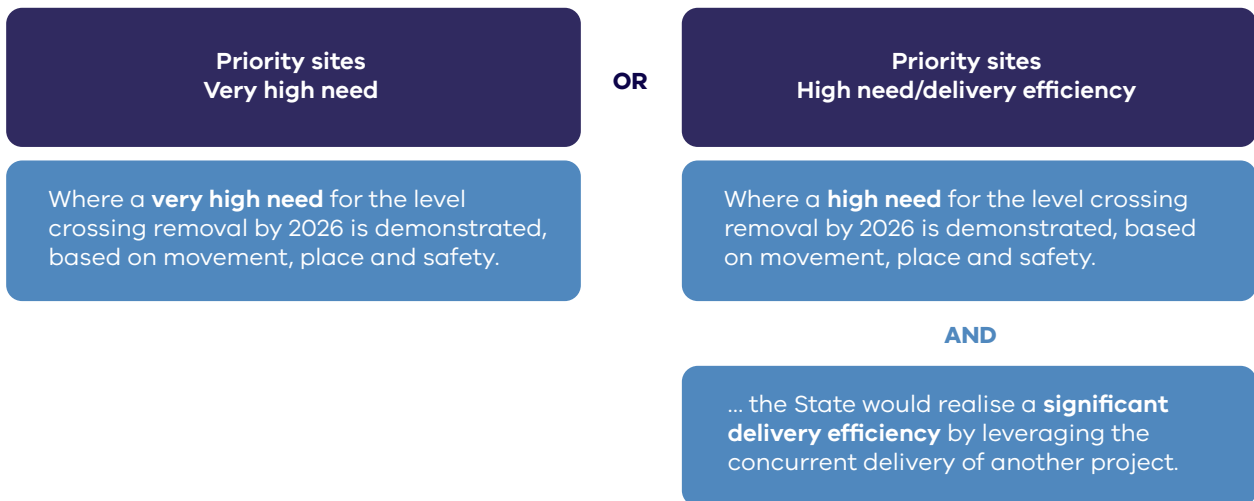 Priority sites
Very high need
OR
Priority sites
High need/delivery efficiency
Where a very high need for the level
crossing removal by 2026 is demonstrated,
based on movement, place and safety.
Where a high need for the level crossing
removal by 2026 is demonstrated, based
on movement, place and safety.
AND
... the State would realise a significant
delivery efficiency by leveraging the
concurrent delivery of another project.